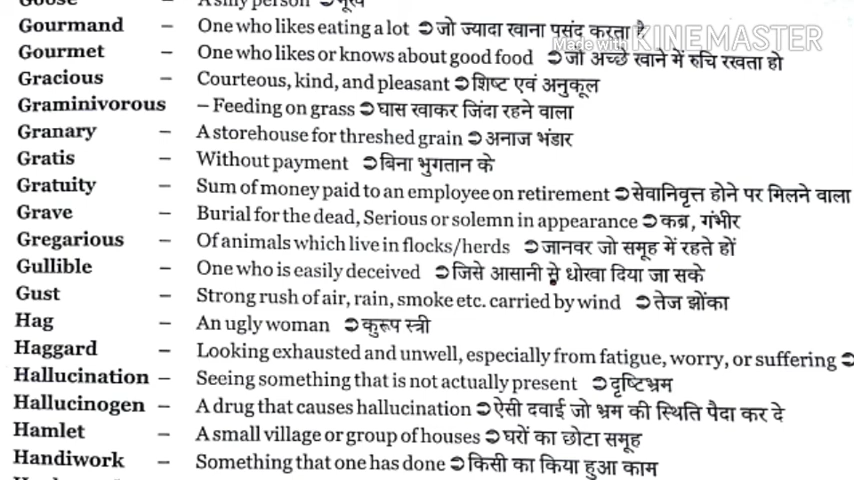 Goose – A silly person ➲ मूर्ख
Gourmand – One who likes eating a lot ➲ जो ज्यादा खाना पसंद करता है
Made with KINEMASTER
Gourmet – One who likes or knows about good food ➲ जो अच्छे खाने में रुचि रखता हो
Gracious – Courteous, kind, and pleasant ➲ शिष्ट एवं अनुकूल
Graminivorous – Feeding on grass ➲ घास खाकर जिंदा रहने वाला
Granary – A storehouse for threshed grain ➲ अनाज भंडार
Gratis – Without payment ➲ बिना भुगतान के
Gratuity – Sum of money paid to an employee on retirement ➲ सेवानिवृत्त होने पर मिलने वाला
Grave – Burial for the dead, Serious or solemn in appearance ➲ कब्र, गंभीर
Gregarious – Of animals which live in flocks/herds ➲ जानवर जो समूह में रहते हों
Gullible – One who is easily deceived ➲ जिसे आसानी से धोखा दिया जा सके
Gust – Strong rush of air, rain, smoke etc. carried by wind ➲ तेज झोंका
Hag – An ugly woman ➲ कुरूप स्त्री
Haggard – Looking exhausted and unwell, especially from fatigue, worry, or suffering ➲
Hallucination – Seeing something that is not actually present ➲ दृष्टिभ्रम
Hallucinogen – A drug that causes hallucination ➲ ऐसी दवाई जो भ्रम की स्थिति पैदा कर दे
Hamlet – A small village or group of houses ➲ घरों का छोटा समूह
Handiwork – Something that one has done ➲ किसी का किया हुआ काम